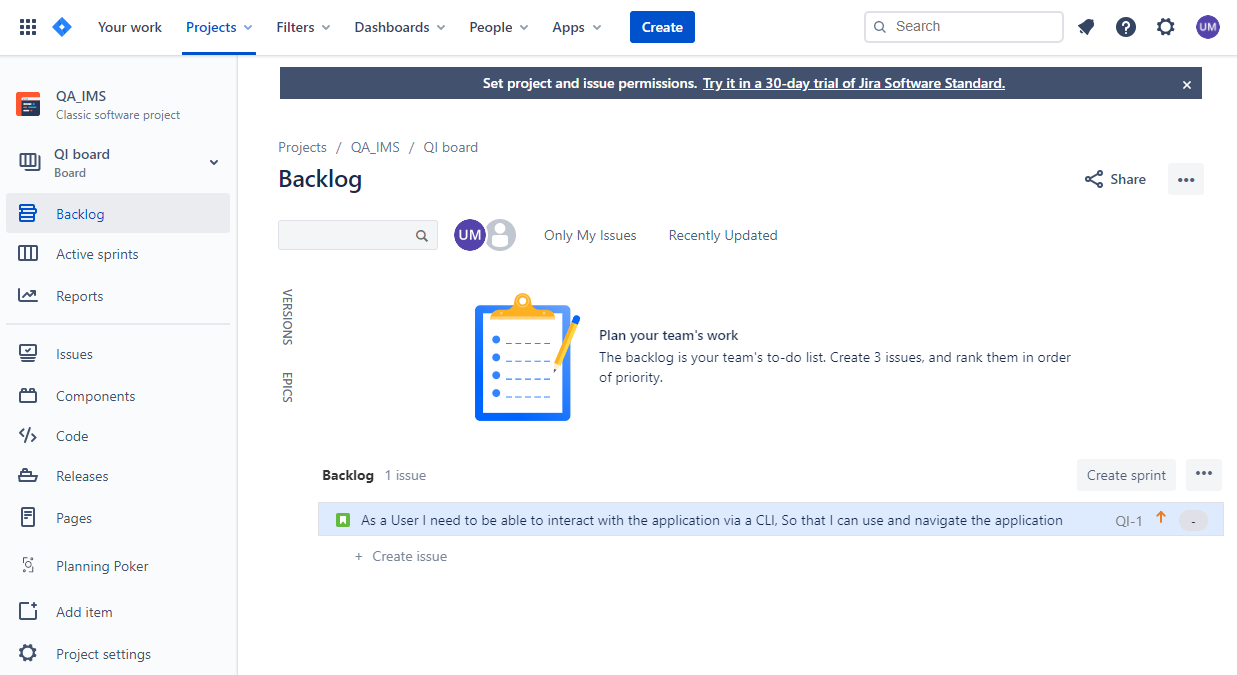 Your work
Projects
Filters
Dashboards
People
Apps
Create
Search
UM
QA_IMS
Classic software project
QI board
Board
Backlog
Active sprints
Reports
Issues
Components
Code
Releases
Pages
Planning Poker
Add item
Project settings
Set project and issue permissions. Try it in a 30-day trial of Jira Software Standard.
Projects / QA_IMS / QI board
Backlog
Share
UM
Only My Issues
Recently Updated
VERSIONS
EPICS
Plan your team's work
The backlog is your team's to-do list. Create 3 issues, and rank them in order
of priority.
Backlog 1 issue
Create sprint
As a User I need to be able to interact with the application via a CLI, So that I can use and navigate the application
QI-1
-
+ Create issue